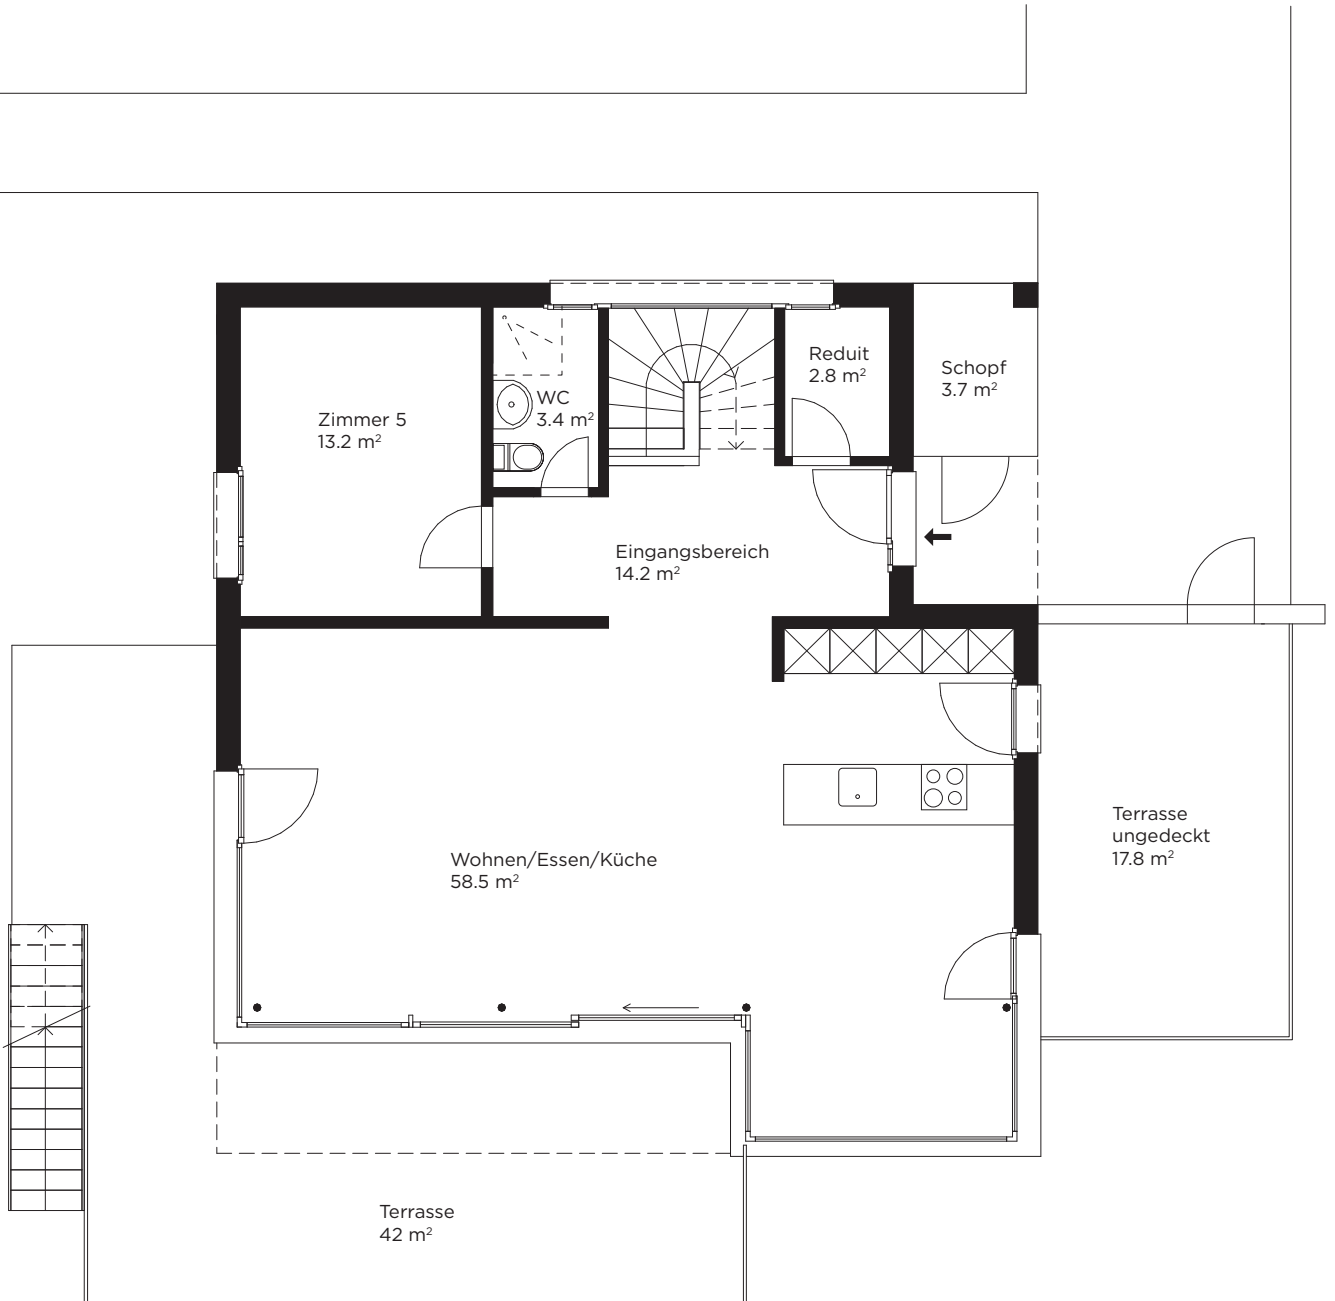 Reduit
2.8 m²
Schopf
3.7 m²
WC
3.4 m²
Zimmer 5
13.2 m²
Eingangsbereich
14.2 m²
Terrasse
ungedeckt
17.8 m²
Wohnen/Essen/Küche
58.5 m²
Terrasse
42 m²